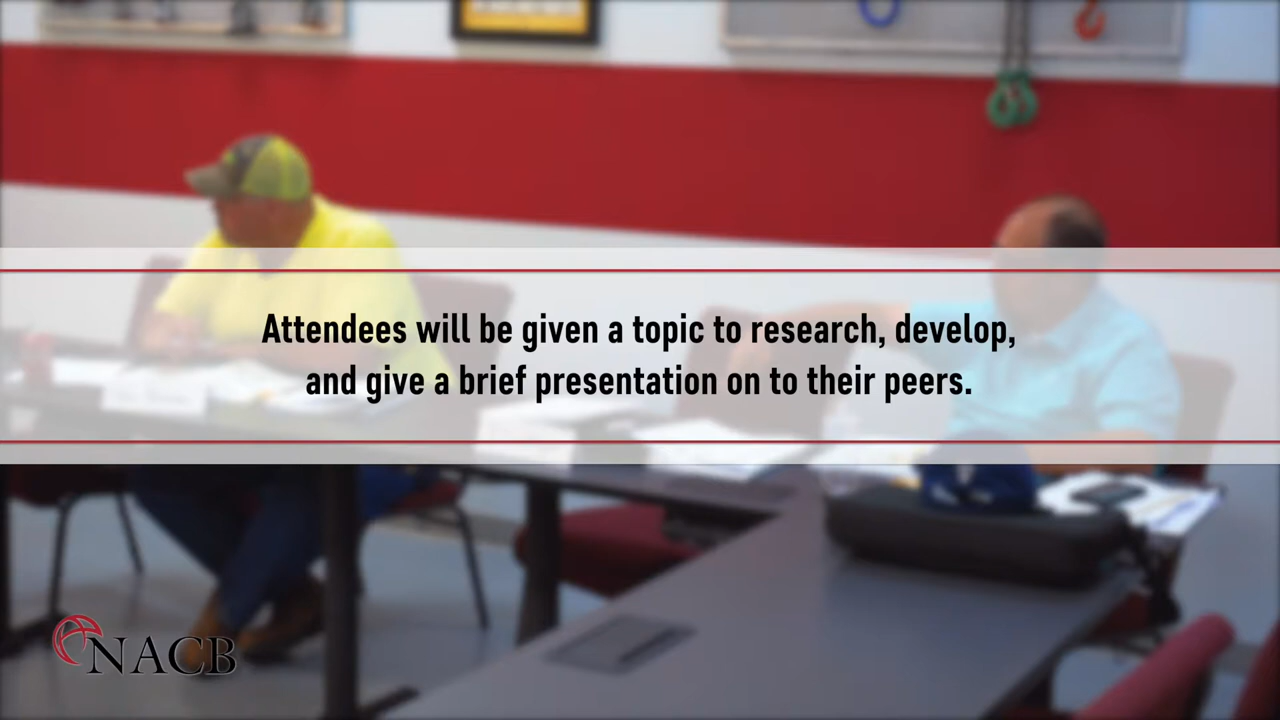 Attendees will be given a topic to research, develop,
and give a brief presentation on to their peers.
NACB